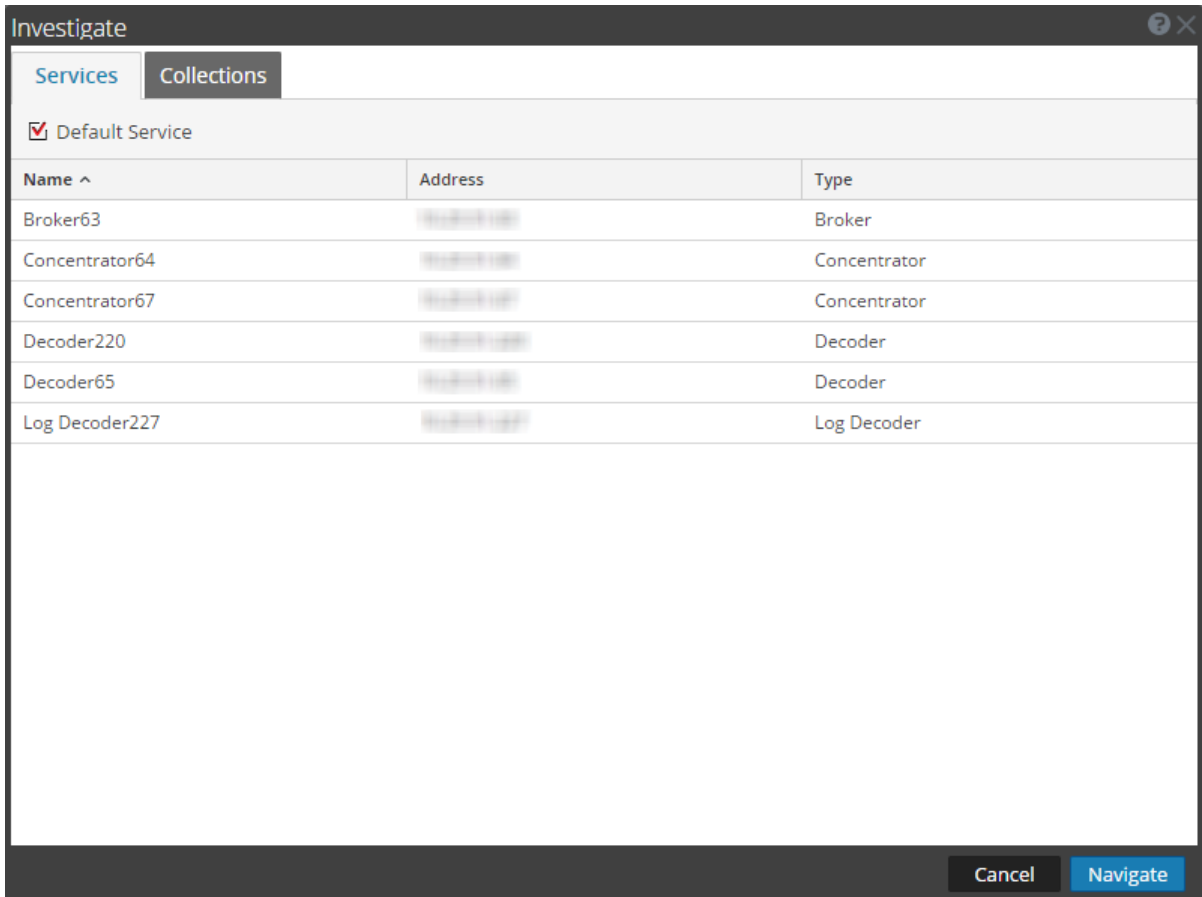 Investigate
Services Collections
Default Service
Name Address Type
Broker63 Broker
Concentrator64 Concentrator
Concentrator67 Concentrator
Decoder220 Decoder
Decoder65 Decoder
Log Decoder227 Log Decoder
Cancel Navigate